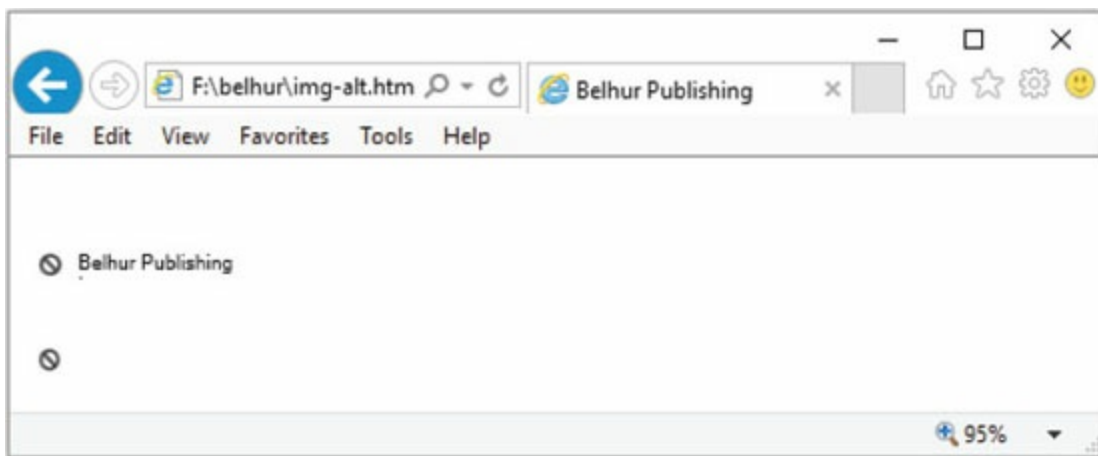 F:\belhur\img-alt.htm
Belhur Publishing
File Edit View Favorites Tools Help
Belhur Publishing
95%